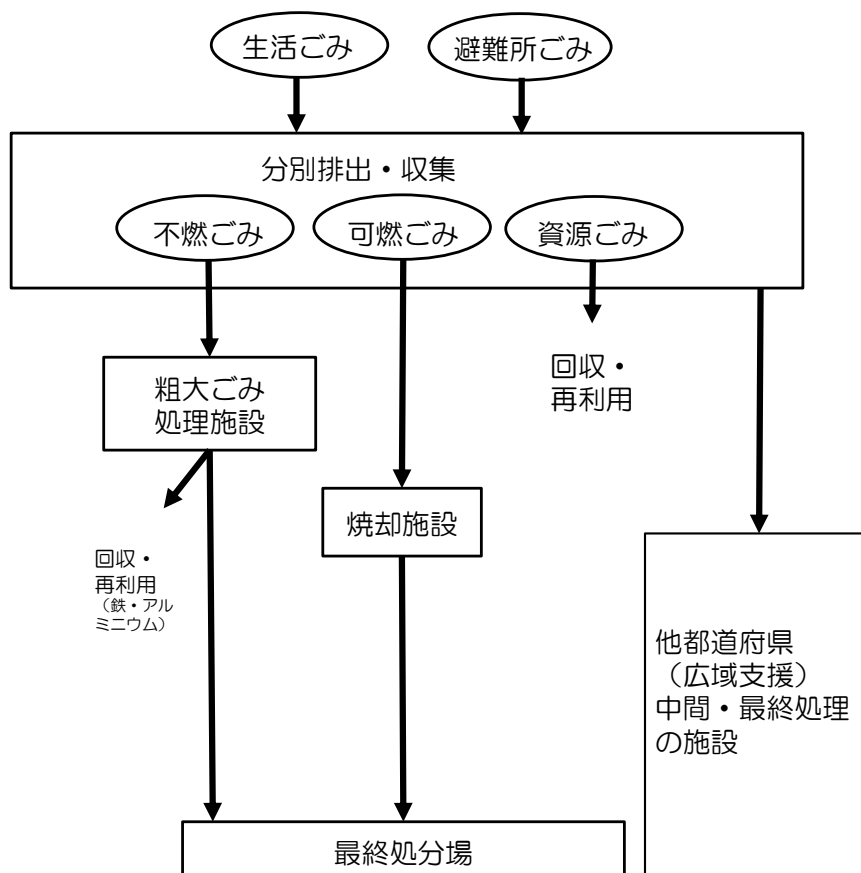 生活ごみ
避難所ごみ
分別排出・収集
不燃ごみ
可燃ごみ
資源ごみ
粗大ごみ
処理施設
回収・
再利用
焼却施設
回収・
再利用
（鉄・アル
ミニウム）
他都道府県
（広域支援）
中間・最終処理
の施設
最終処分場